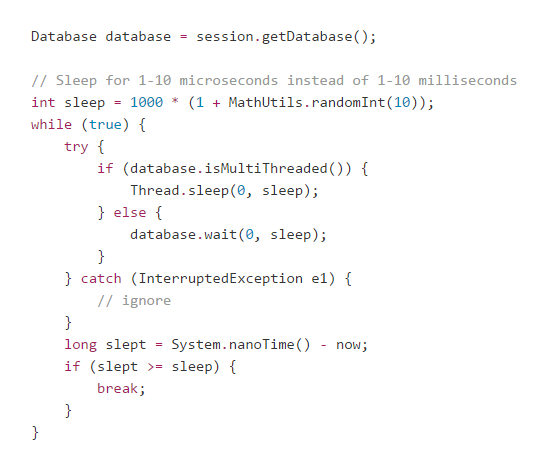 Database database = session.getDatabase();

// Sleep for 1-10 microseconds instead of 1-10 milliseconds
int sleep = 1000 * (1 + MathUtils.randomInt(10));
while (true) {
    try {
        if (database.isMultiThreaded()) {
            Thread.sleep(0, sleep);
        } else {
            database.wait(0, sleep);
        }
    } catch (InterruptedException e1) {
        // ignore
    }
    long slept = System.nanoTime() - now;
    if (slept >= sleep) {
        break;
    }
}